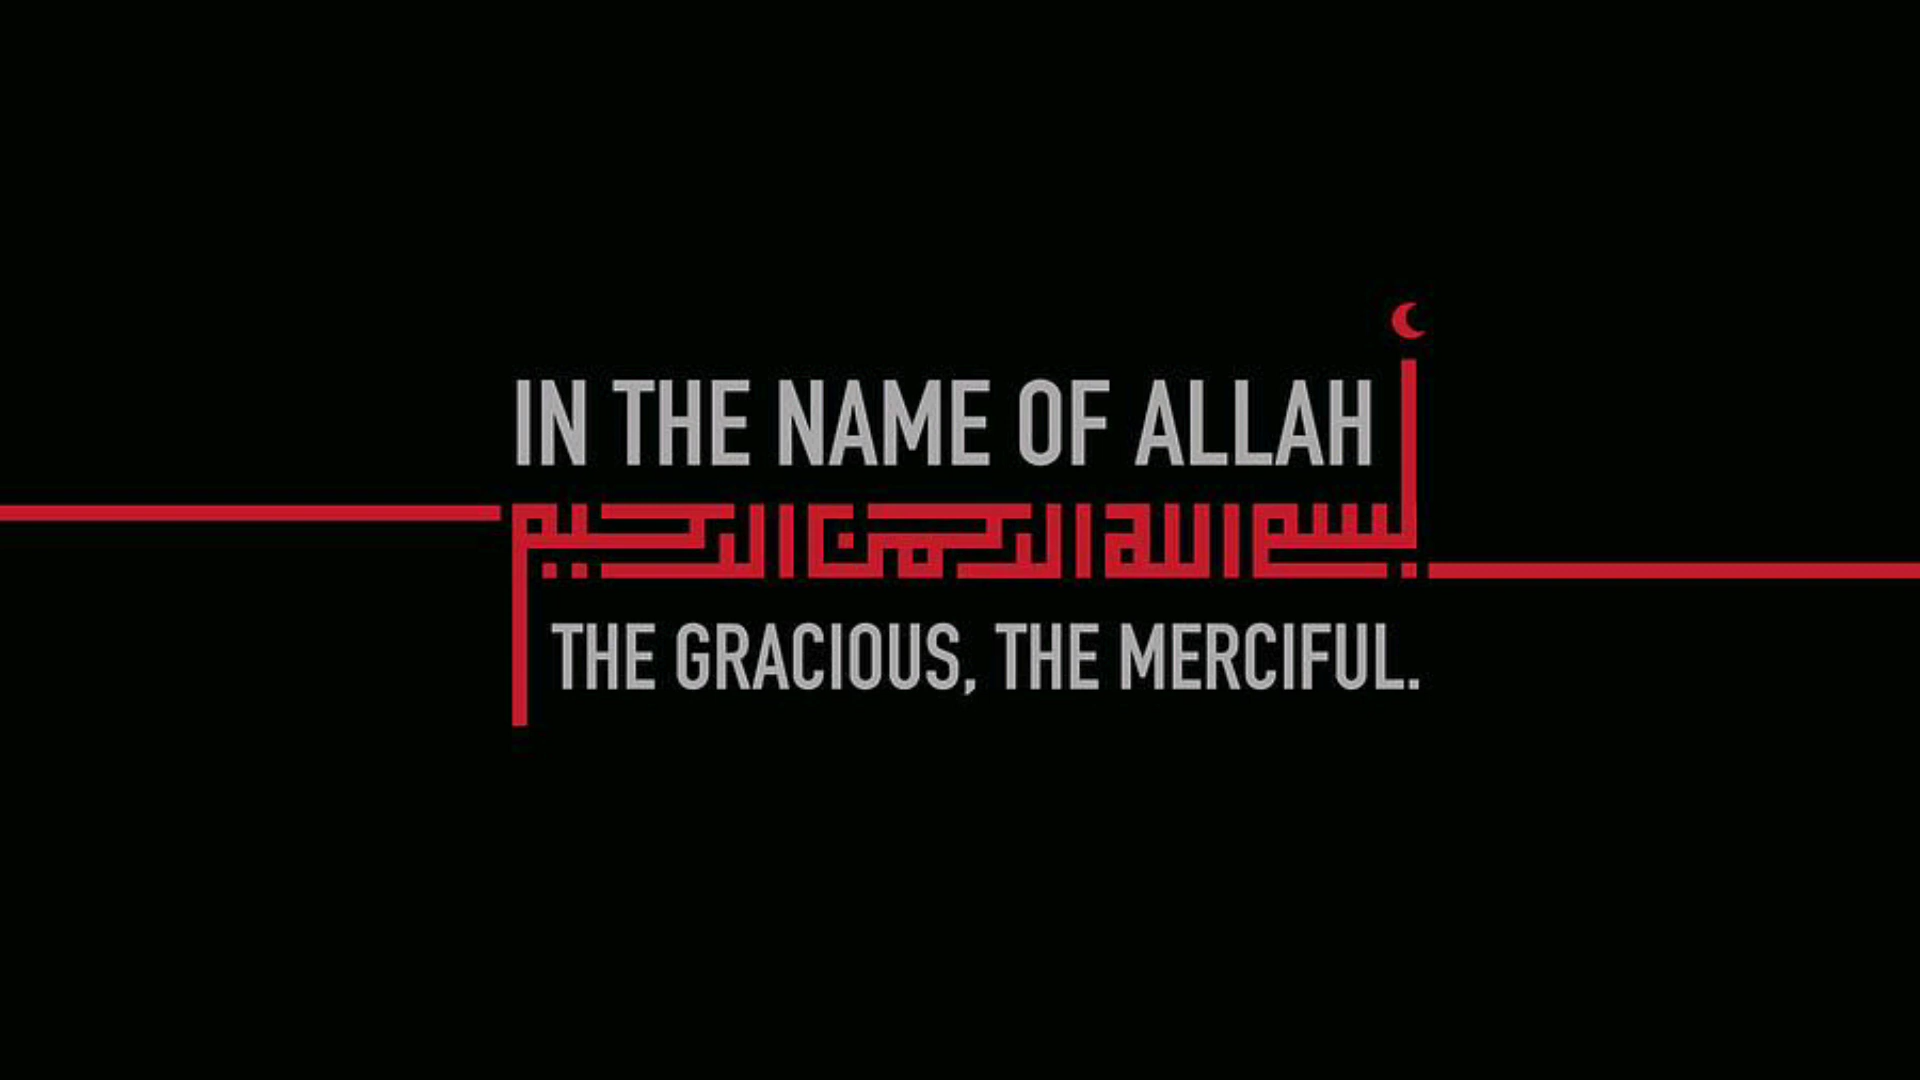 IN THE NAME OF ALLAH
بسم الله الرحمن الرحيم
THE GRACIOUS, THE MERCIFUL.